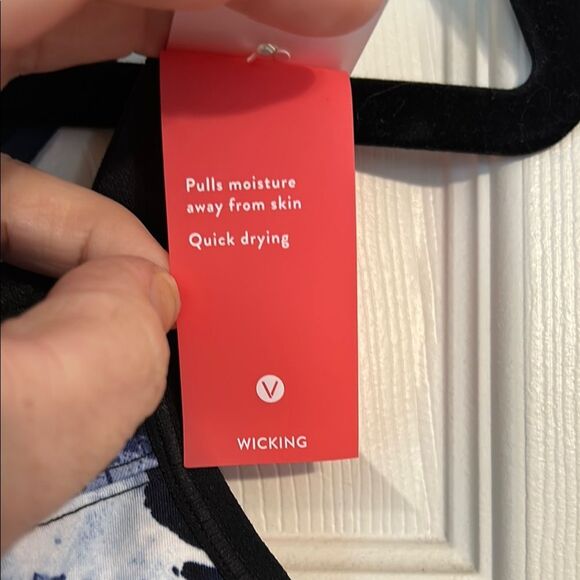 Pulls moisture
away from skin
Quick drying
V
WICKING